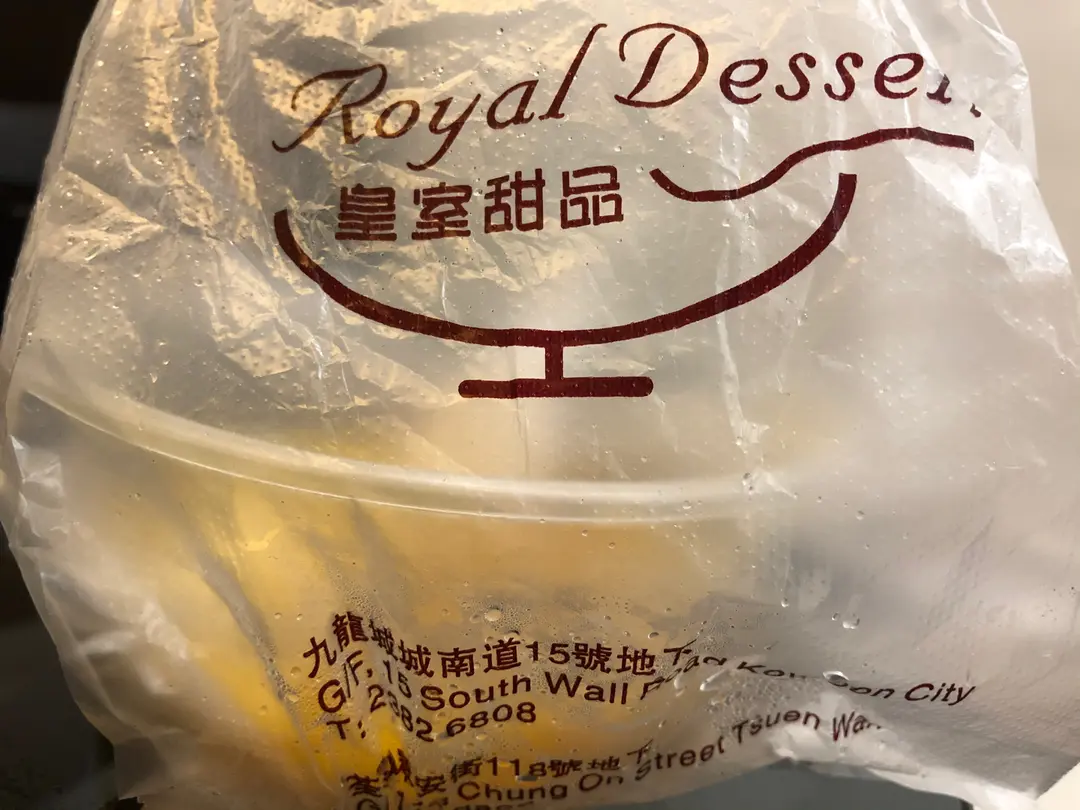 Royal Dessert
皇室甜品
九龍城城南道15號地下
G/F, 15 South Wall Road Kowloon City
T: 2382 6808
安街118號地下
Chung On Street Tsuen Wan